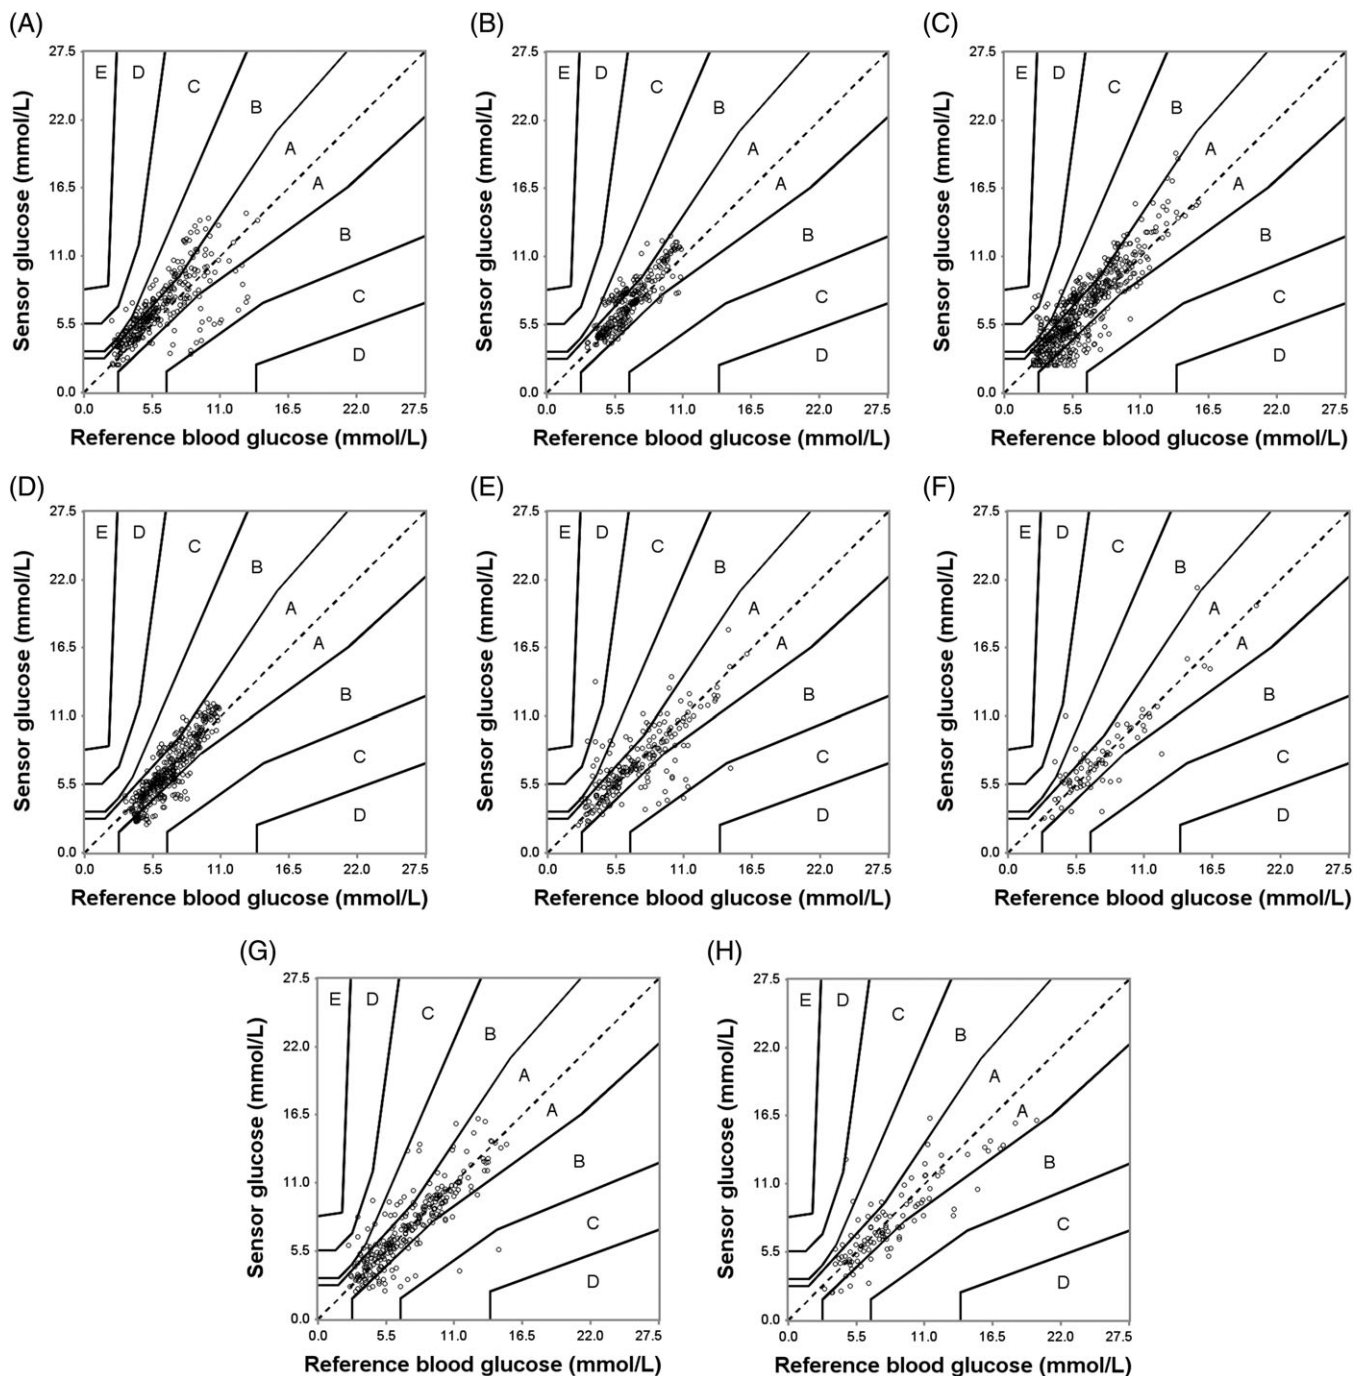 (A)
27.5
22.0
16.5
11.0
5.5
0.0
Sensor glucose (mmol/L)
E D C B A A B C D
0.0 5.5 11.0 16.5 22.0 27.5
Reference blood glucose (mmol/L)
(B)
27.5
22.0
16.5
11.0
5.5
0.0
Sensor glucose (mmol/L)
E D C B A A B C D
0.0 5.5 11.0 16.5 22.0 27.5
Reference blood glucose (mmol/L)
(C)
27.5
22.0
16.5
11.0
5.5
0.0
Sensor glucose (mmol/L)
E D C B A A B C D
0.0 5.5 11.0 16.5 22.0 27.5
Reference blood glucose (mmol/L)
(D)
27.5
22.0
16.5
11.0
5.5
0.0
Sensor glucose (mmol/L)
E D C B A A B C D
0.0 5.5 11.0 16.5 22.0 27.5
Reference blood glucose (mmol/L)
(E)
27.5
22.0
16.5
11.0
5.5
0.0
Sensor glucose (mmol/L)
E D C B A A B C D
0.0 5.5 11.0 16.5 22.0 27.5
Reference blood glucose (mmol/L)
(F)
27.5
22.0
16.5
11.0
5.5
0.0
Sensor glucose (mmol/L)
E D C B A A B C D
0.0 5.5 11.0 16.5 22.0 27.5
Reference blood glucose (mmol/L)
(G)
27.5
22.0
16.5
11.0
5.5
0.0
Sensor glucose (mmol/L)
E D C B A A B C D
0.0 5.5 11.0 16.5 22.0 27.5
Reference blood glucose (mmol/L)
(H)
27.5
22.0
16.5
11.0
5.5
0.0
Sensor glucose (mmol/L)
E D C B A A B C D
0.0 5.5 11.0 16.5 22.0 27.5
Reference blood glucose (mmol/L)